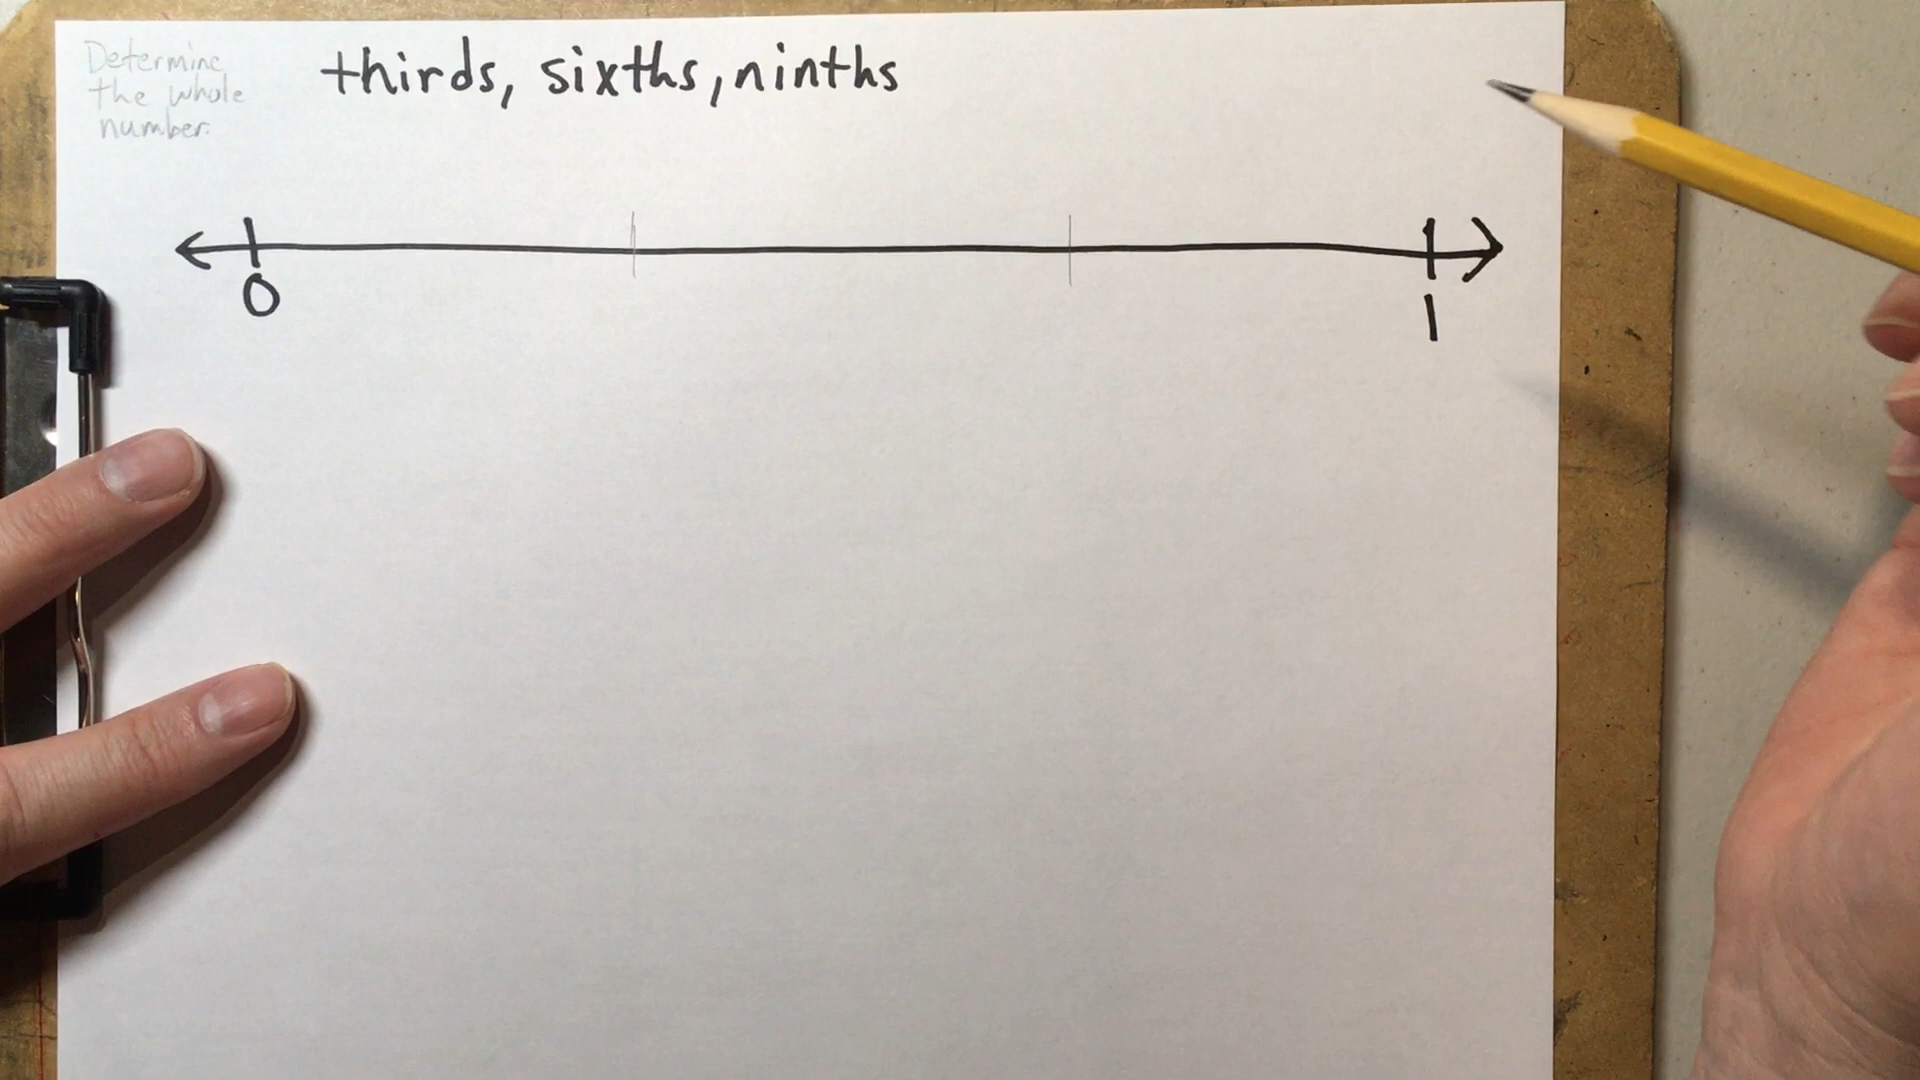 Determine
the whole
number.
thirds, sixths, ninths
0
1